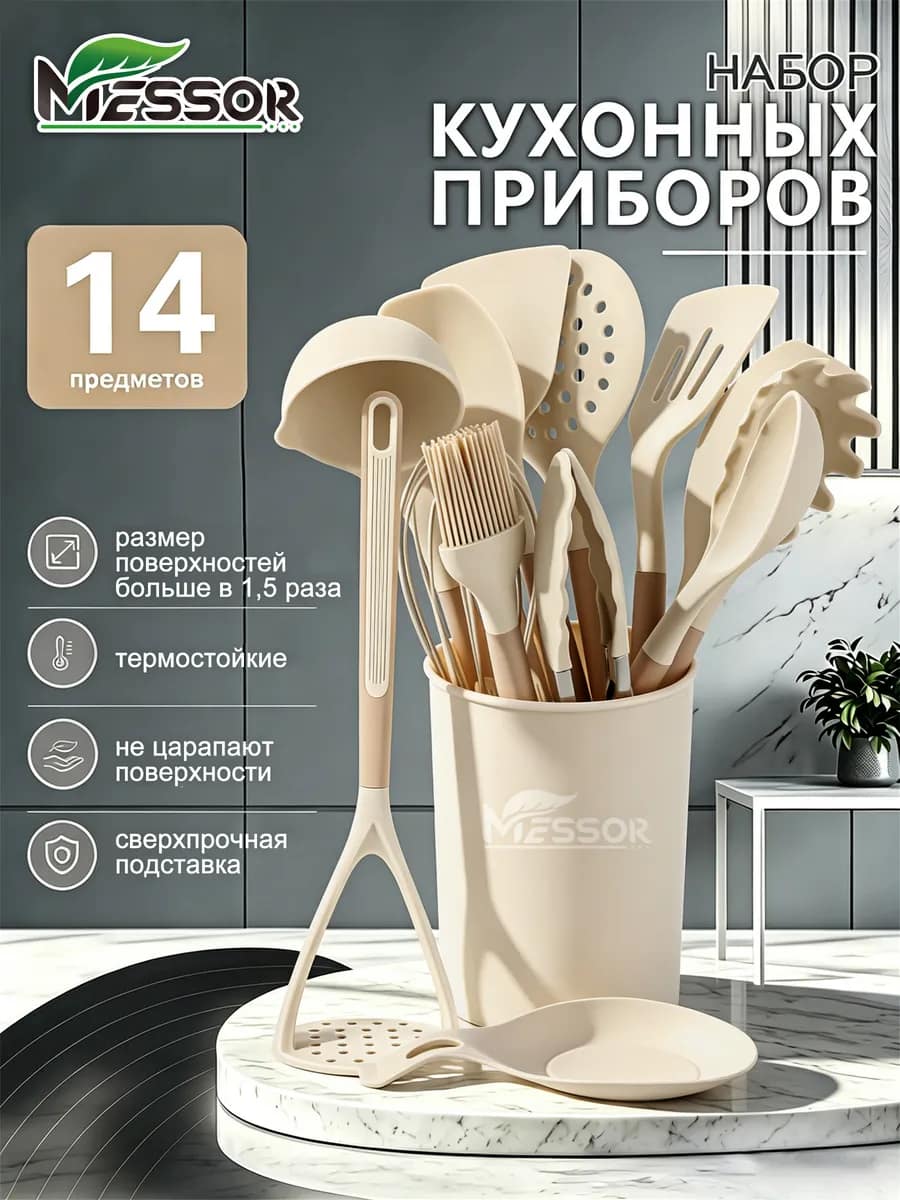 MESSOR
НАБОР
КУХОННЫХ
ПРИБОРОВ
14
предметов
размер
поверхностей
больше в 1,5 раза
термостойкие
не царапают
поверхности
сверхпрочная
подставка
MESSOR